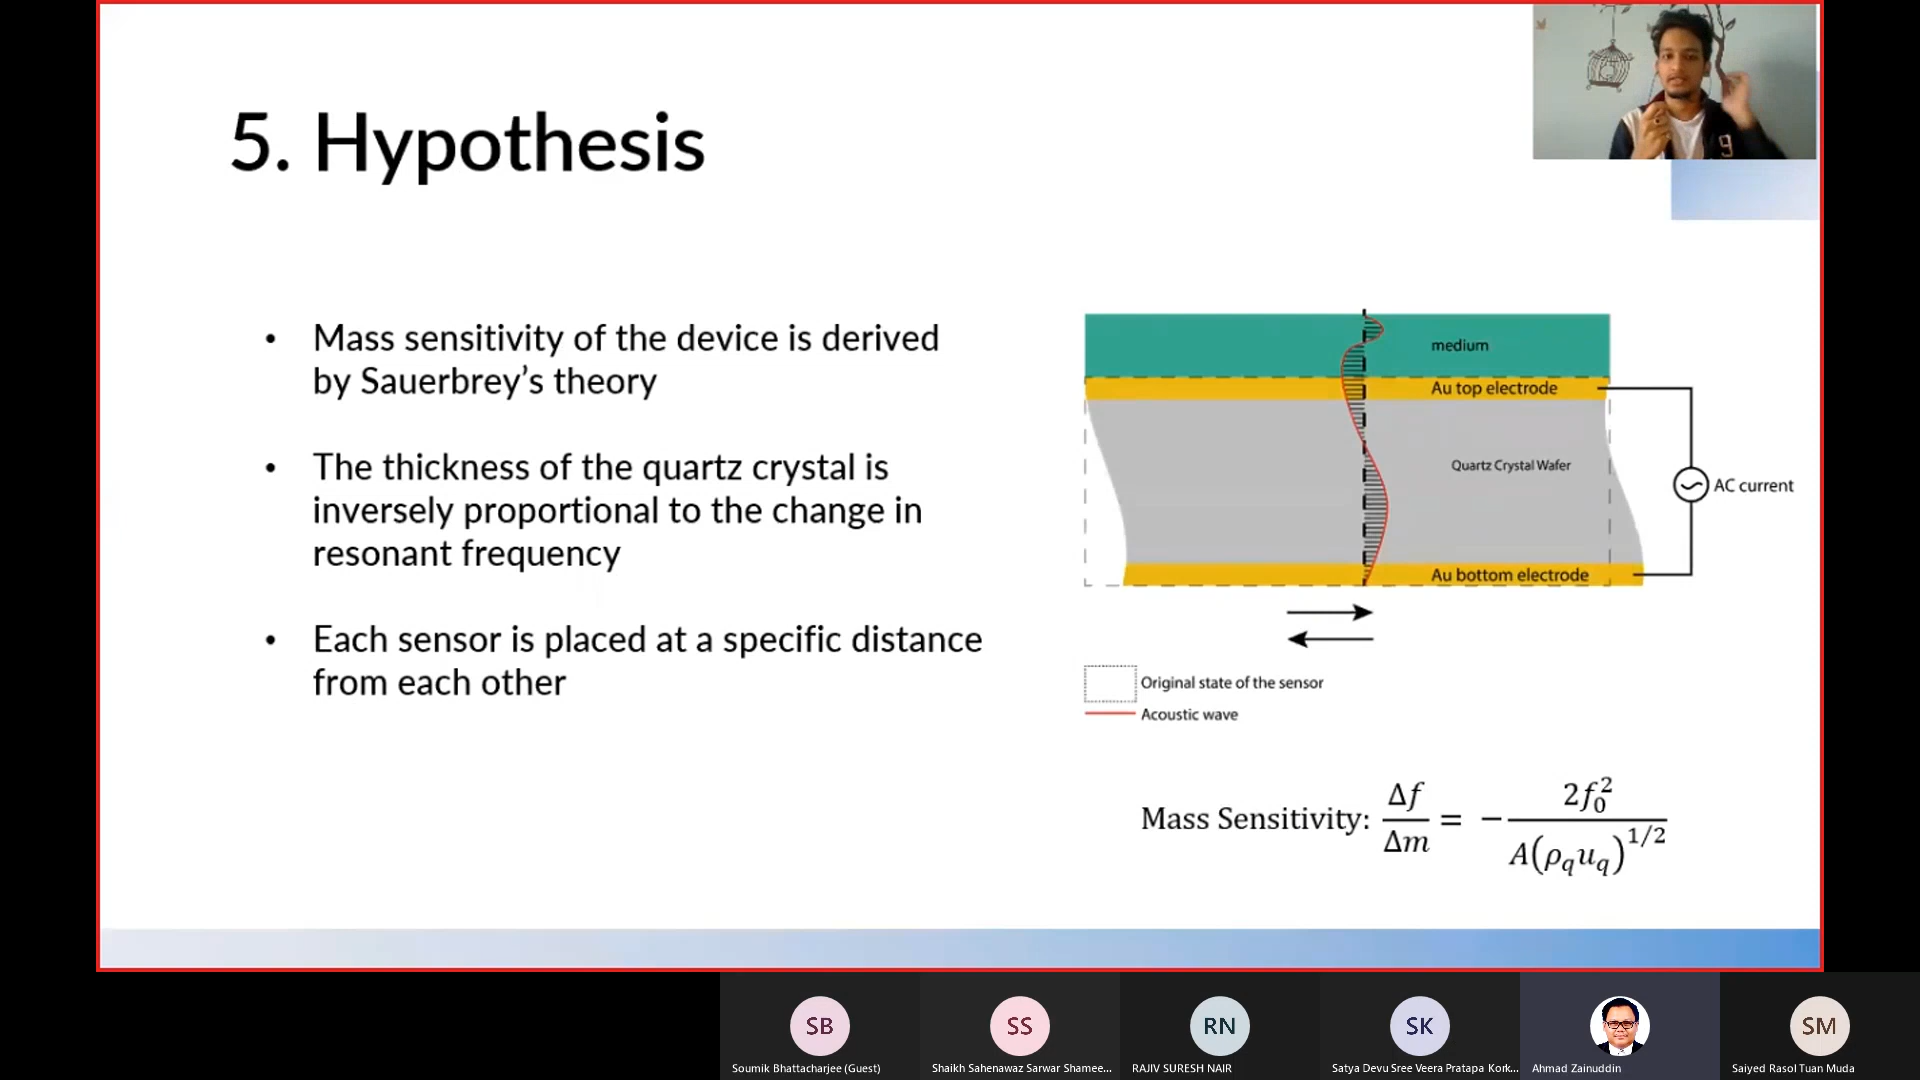 5. Hypothesis
• Mass sensitivity of the device is derived
by Sauerbrey's theory
• The thickness of the quartz crystal is
inversely proportional to the change in
resonant frequency
• Each sensor is placed at a specific distance
from each other
9
medium
Au top electrode
Quartz Crystal Wafer
AC current
Au bottom electrode
Original state of the sensor
Acoustic wave
Mass Sensitivity: Δf/Δm = − 2f₀²/A(ρ_q u_q)^1/2
SB
SS
RN
SK
SM
Soumik Bhattacharjee (Guest)
Shaikh Sahenawaz Sarwar Shamee...
RAJIV SURESH NAIR
Satya Devu Sree Veera Pratapa Kork...
Ahmad Zainuddin
Saiyed Rasol Tuan Muda